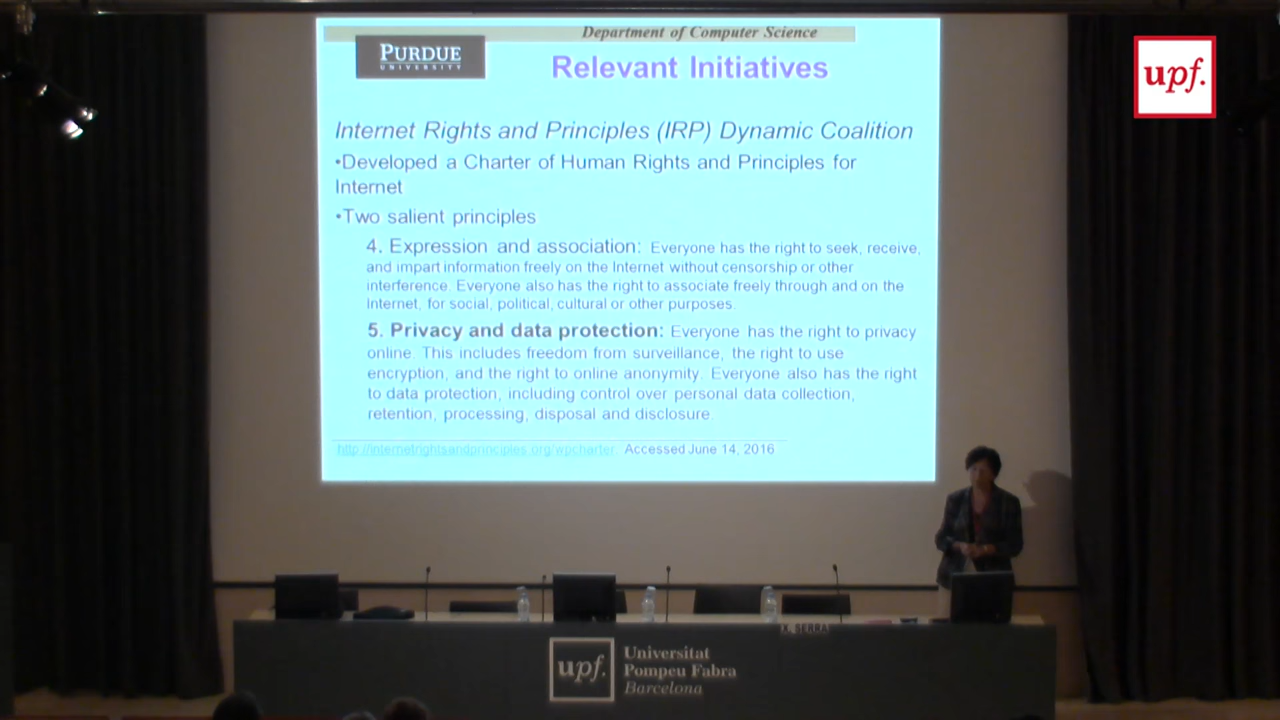 Department of Computer Science
PURDUE
UNIVERSITY
Relevant Initiatives
upf.
Internet Rights and Principles (IRP) Dynamic Coalition
•Developed a Charter of Human Rights and Principles for
Internet
•Two salient principles
4. Expression and association: Everyone has the right to seek, receive,
and impart information freely on the Internet without censorship or other
interference. Everyone also has the right to associate freely through and on the
Internet, for social, political, cultural or other purposes.
5. Privacy and data protection: Everyone has the right to privacy
online. This includes freedom from surveillance, the right to use
encryption, and the right to online anonymity. Everyone also has the right
to data protection, including control over personal data collection,
retention, processing, disposal and disclosure.
http://internetrightsandprinciples.org/wpcharter. Accessed June 14, 2016
X. SERRA
upf.
Universitat
Pompeu Fabra
Barcelona